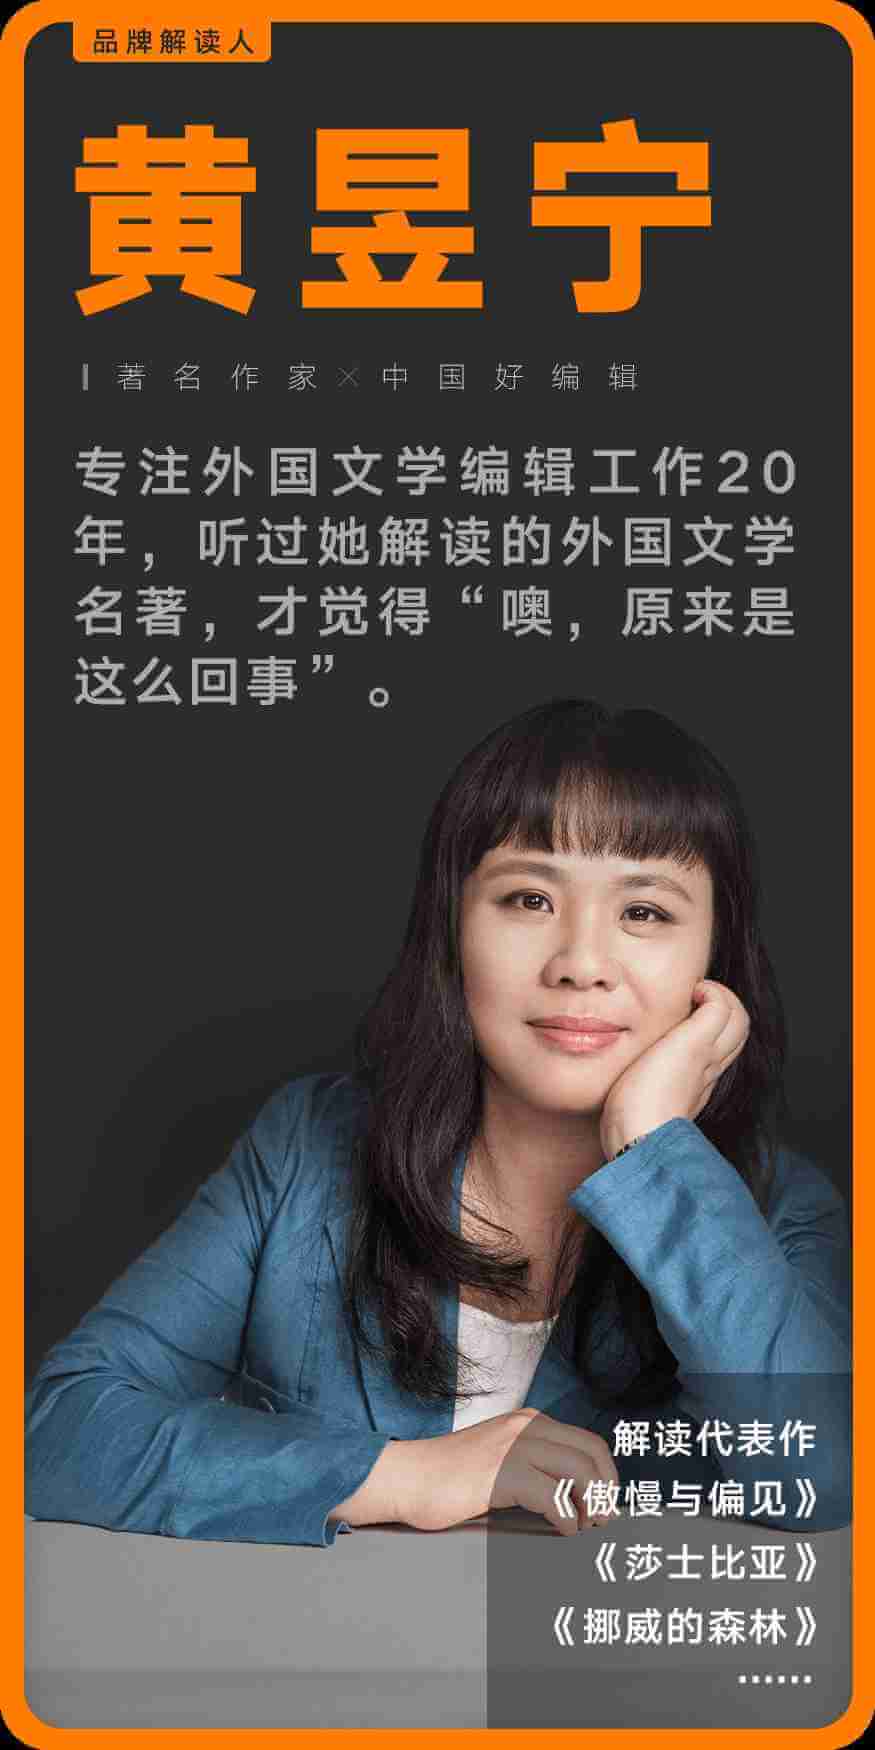 品牌解读人
黄昱宁
著名作家×中国好编辑
专注外国文学编辑工作20
年，听过她解读的外国文学
名著，才觉得“噢，原来是
这么回事”。
解读代表作
《傲慢与偏见》
《莎士比亚》
《挪威的森林》
······